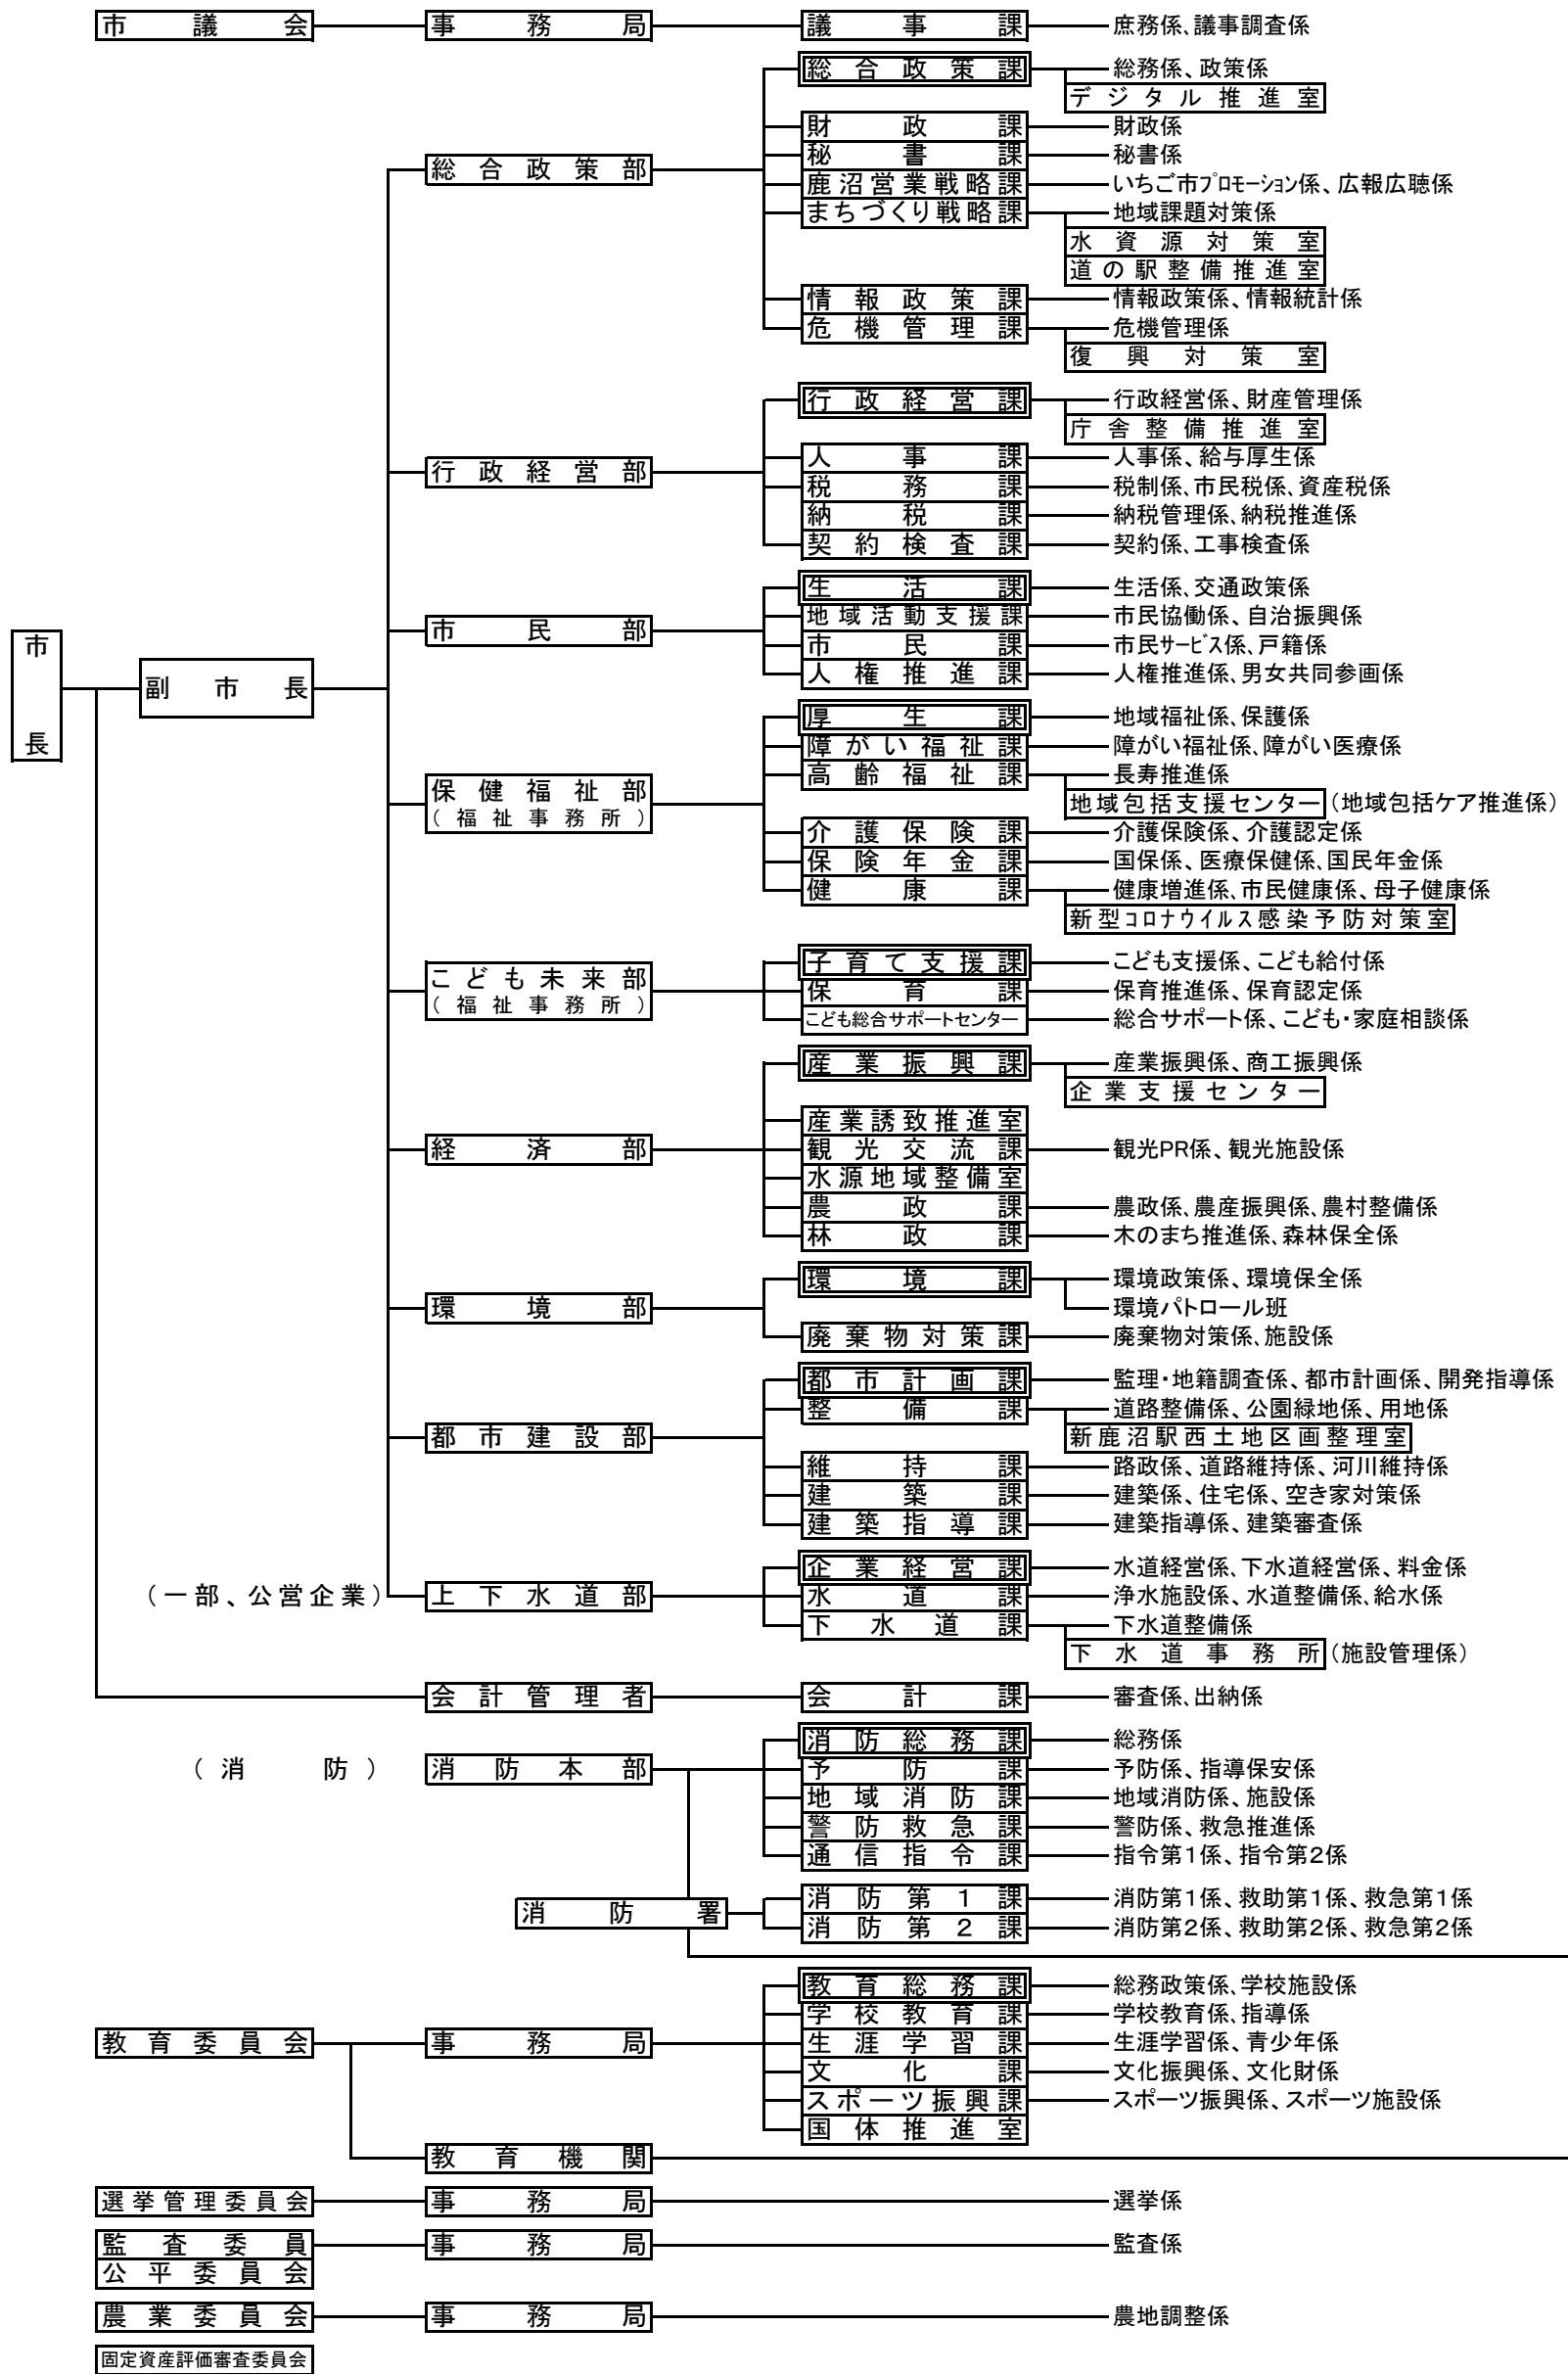 市議会 事務局 議事課 庶務係、議事調査係
総合政策課 総務係、政策係
デジタル推進室
財政課 財政係
総合政策部 秘書課 秘書係
鹿沼営業戦略課 いちご市プロモーション係、広報広聴係
まちづくり戦略課 地域課題対策係
水資源対策室
道の駅整備推進室
情報政策課 情報政策係、情報統計係
危機管理課 危機管理係
復興対策室
行政経営課 行政経営係、財産管理係
庁舎整備推進室
人事課 人事係、給与厚生係
行政経営部 税務課 税制係、市民税係、資産税係
納税課 納税管理係、納税推進係
契約検査課 契約係、工事検査係
生活課 生活係、交通政策係
地域活動支援課 市民協働係、自治振興係
市民部 市民課 市民サービス係、戸籍係
人権推進課 人権推進係、男女共同参画係
市長 副市長
厚生課 地域福祉係、保護係
障がい福祉課 障がい福祉係、障がい医療係
高齢福祉課 長寿推進係
保健福祉部
(福祉事務所) 地域包括支援センター(地域包括ケア推進係)
介護保険課 介護保険係、介護認定係
保険年金課 国保係、医療保健係、国民年金係
健康課 健康増進係、市民健康係、母子健康係
新型コロナウイルス感染予防対策室
子育て支援課 こども支援係、こども給付係
こども未来部 保育課 保育推進係、保育認定係
(福祉事務所) こども総合サポートセンター 総合サポート係、こども・家庭相談係
産業振興課 産業振興係、商工振興係
企業支援センター
産業誘致推進室
経済部 観光交流課 観光PR係、観光施設係
水源地域整備室
農政課 農政係、農産振興係、農村整備係
林政課 木のまち推進係、森林保全係
環境課 環境政策係、環境保全係
環境部 環境パトロール班
廃棄物対策課 廃棄物対策係、施設係
都市計画課 監理・地籍調査係、都市計画係、開発指導係
整備課 道路整備係、公園緑地係、用地係
都市建設部 新鹿沼駅西土地区画整理室
維持課 路政係、道路維持係、河川維持係
建築課 建築係、住宅係、空き家対策係
建築指導課 建築指導係、建築審査係
企業経営課 水道経営係、下水道経営係、料金係
(一部、公営企業) 上下水道部 水道課 浄水施設係、水道整備係、給水係
下水道課 下水道整備係
下水道事務所(施設管理係)
会計管理者 会計課 審査係、出納係
消防総務課 総務係
(消防) 消防本部 予防課 予防係、指導保安係
地域消防課 地域消防係、施設係
警防救急課 警防係、救急推進係
通信指令課 指令第1係、指令第2係
消防署 消防第1課 消防第1係、救助第1係、救急第1係
消防第2課 消防第2係、救助第2係、救急第2係
教育総務課 総務政策係、学校施設係
学校教育課 学校教育係、指導係
教育委員会 事務局 生涯学習課 生涯学習係、青少年係
文化課 文化振興係、文化財係
スポーツ振興課 スポーツ振興係、スポーツ施設係
国体推進室
教育機関
選挙管理委員会 事務局 選挙係
監査委員 事務局 監査係
公平委員会
農業委員会 事務局 農地調整係
固定資産評価審査委員会